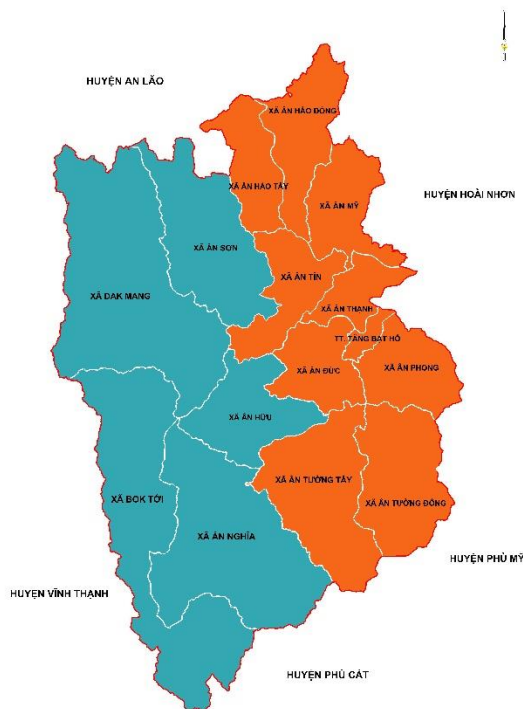 HUYỆN AN LÃO
XÃ ÂN HẢO ĐÔNG
XÃ ÂN HẢO TÂY
HUYỆN HOÀI NHƠN
XÃ ÂN MỸ
XÃ ÂN SƠN
XÃ ÂN TÍN
XÃ DAK MANG
XÃ ÂN THẠNH
TT. TĂNG BẠT HỔ
XÃ ÂN PHONG
XÃ ÂN ĐỨC
XÃ ÂN HỮU
XÃ ÂN TƯỜNG TÂY
XÃ BOK TỚI
XÃ ÂN TƯỜNG ĐÔNG
XÃ ÂN NGHĨA
HUYỆN PHÙ MỸ
HUYỆN VĨNH THẠNH
HUYỆN PHÙ CÁT